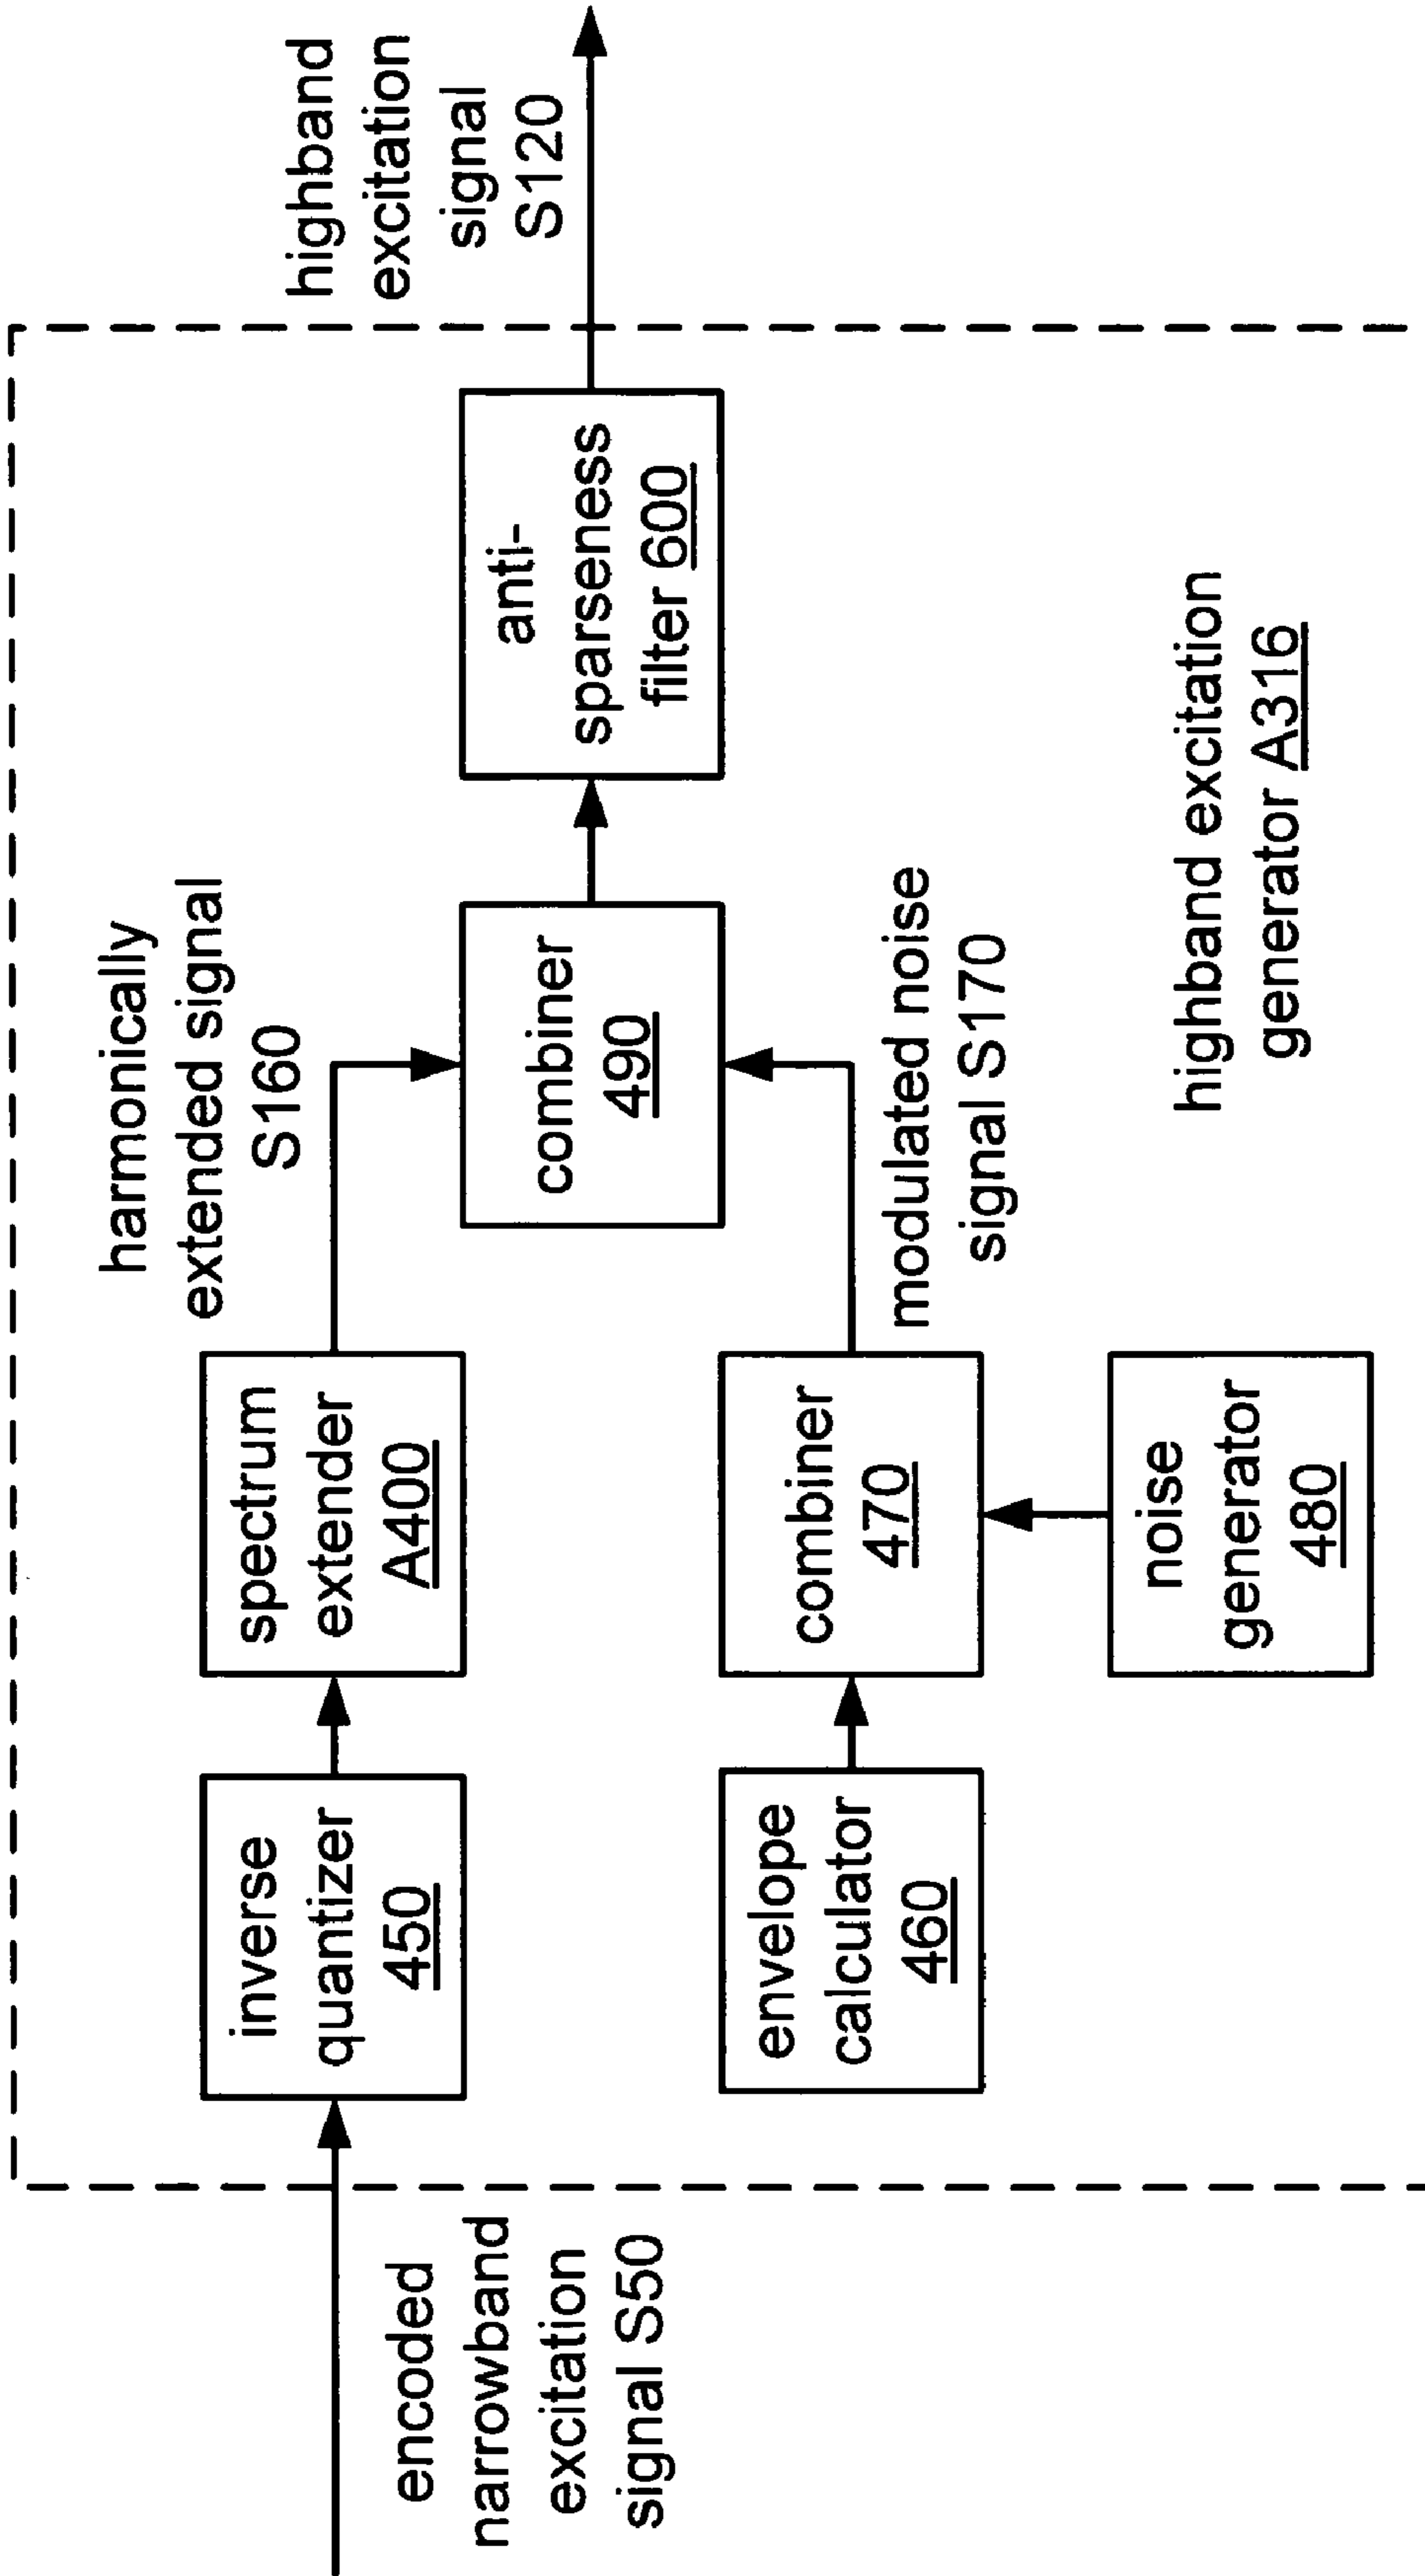 encoded
narrowband
excitation
signal S50
inverse
quantizer
450
spectrum
extender
A400
harmonically
extended signal
S160
envelope
calculator
460
combiner
470
noise
generator
480
modulated noise
signal S170
combiner
490
anti-
sparseness
filter 600
highband
excitation
signal
S120
highband excitation
generator A316